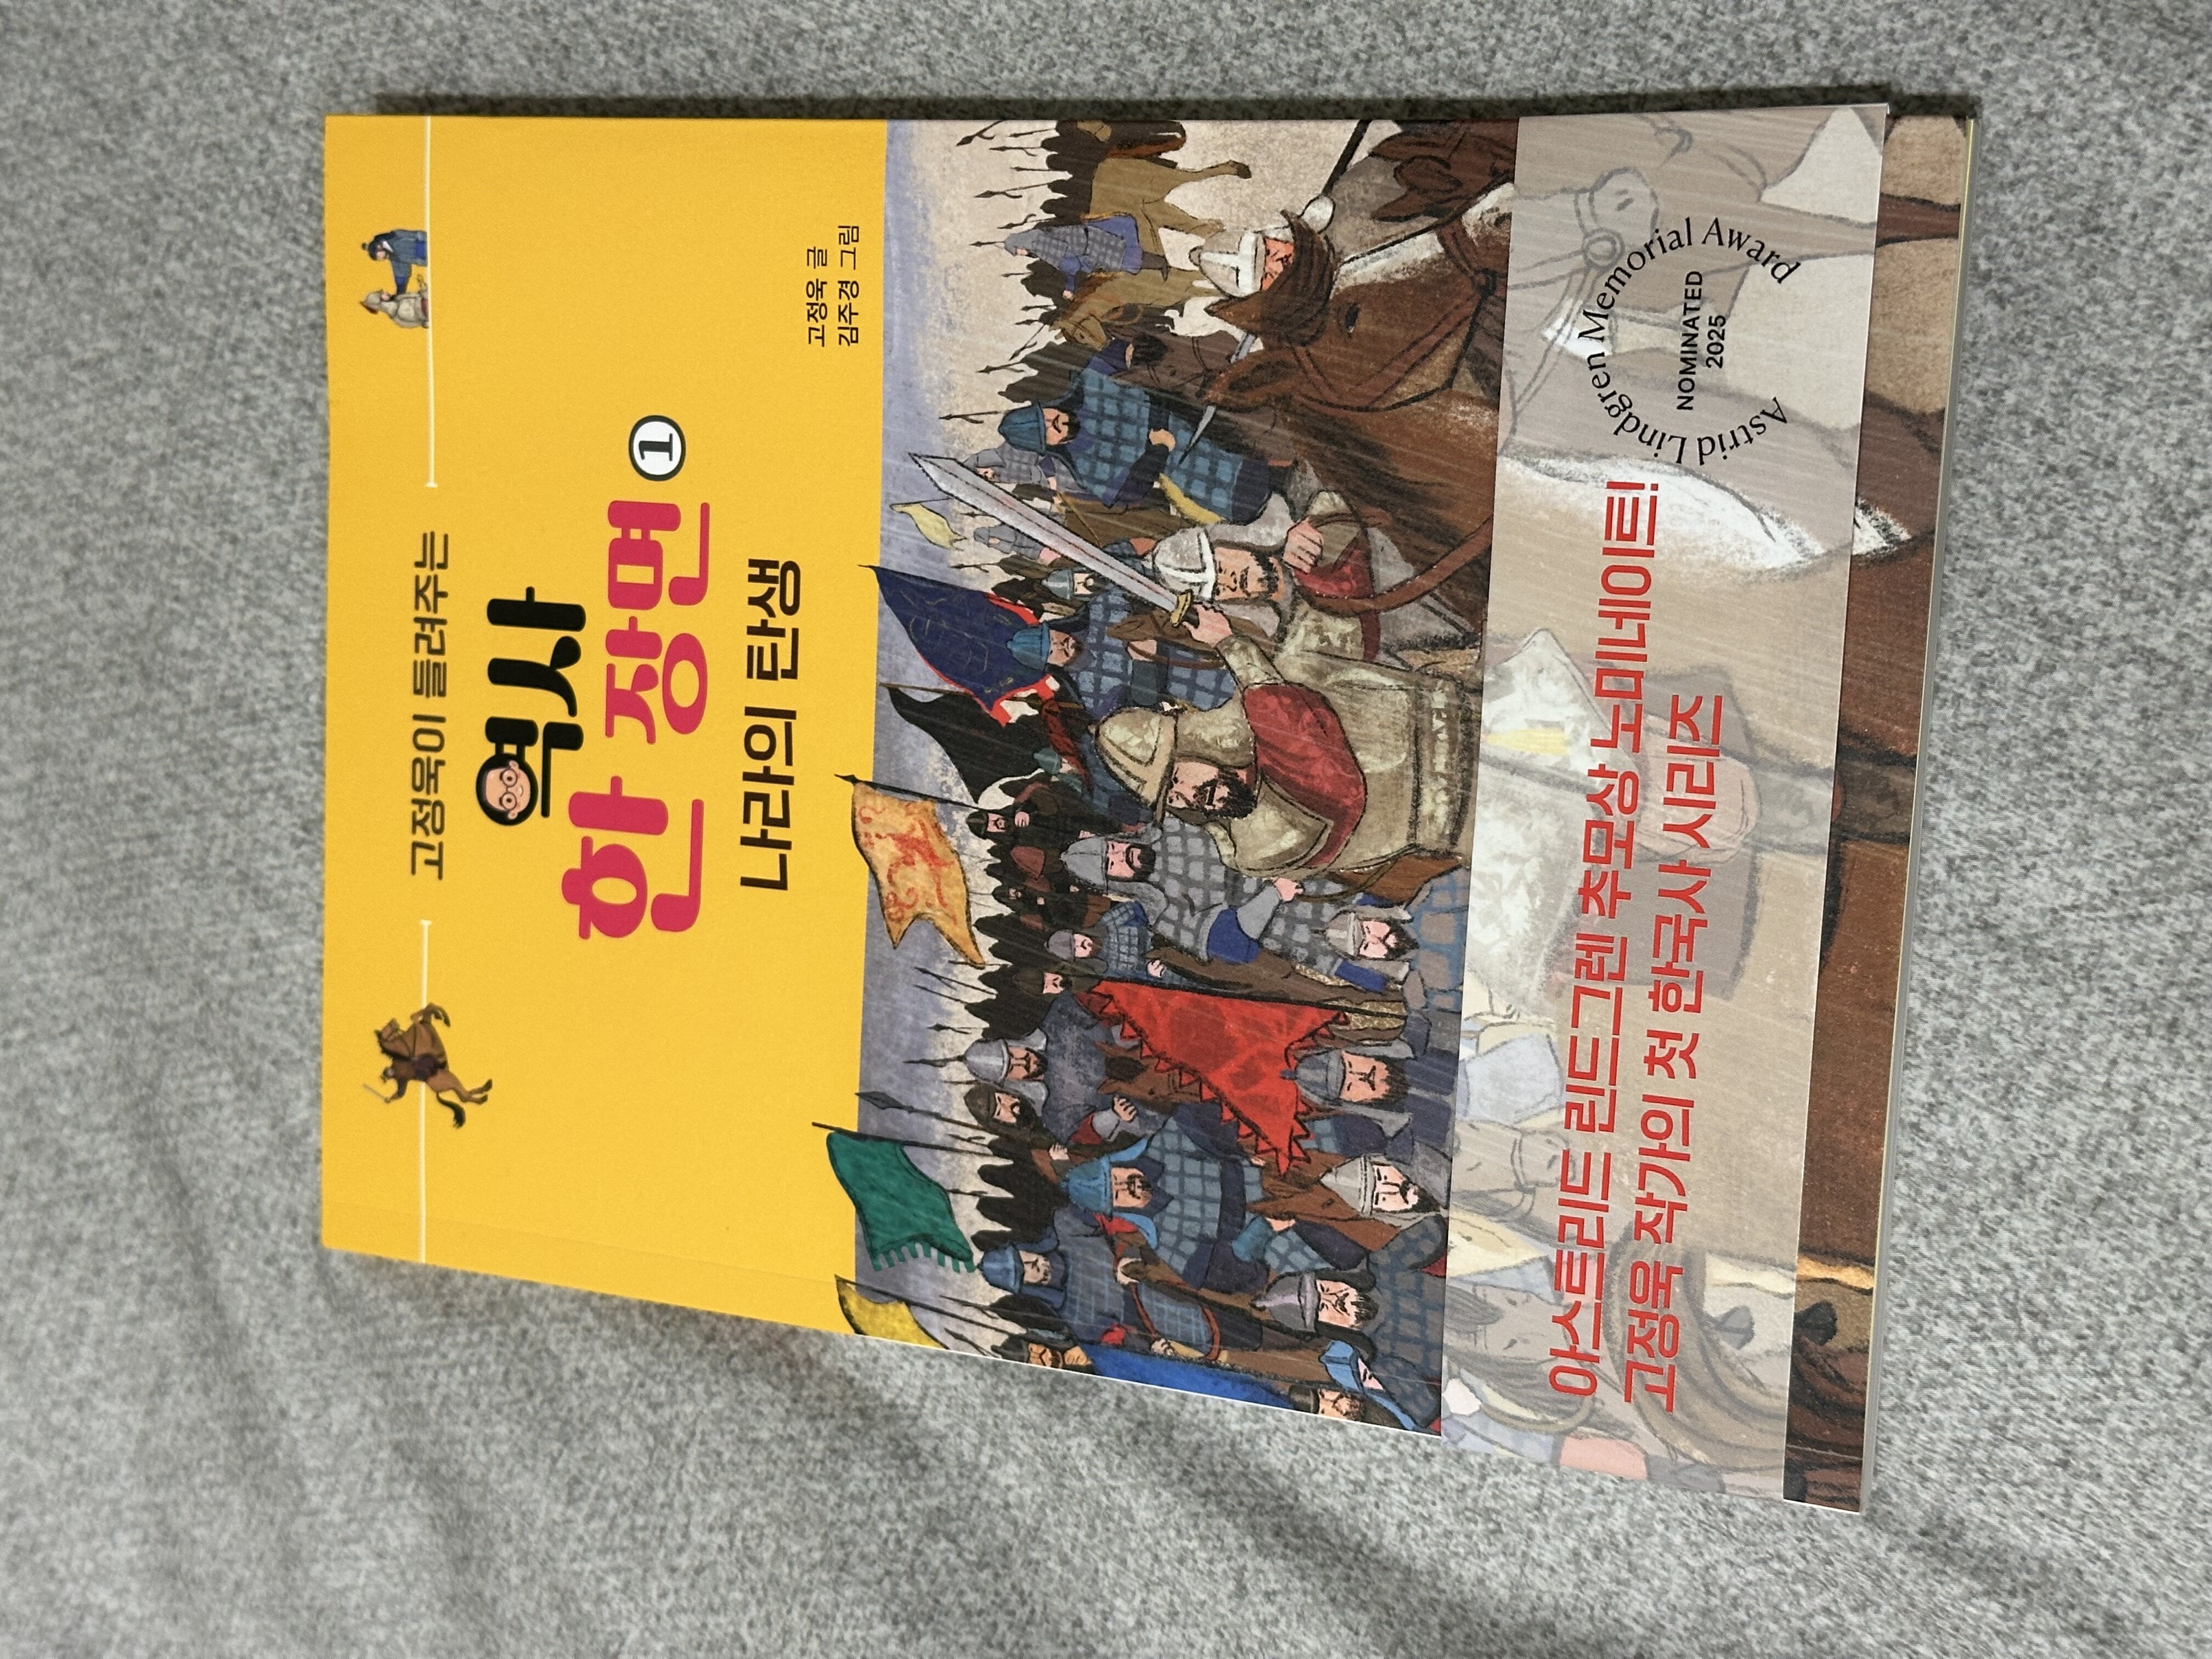 고정욱이 들려주는
역사
한 장면 1
나라의 탄생
고정욱 글
김주경 그림
Astrid Lindgren Memorial Award
NOMINATED
2025
아스트리드 린드그렌 추모상 노미네이트!
고정욱 작가의 첫 한국사 시리즈